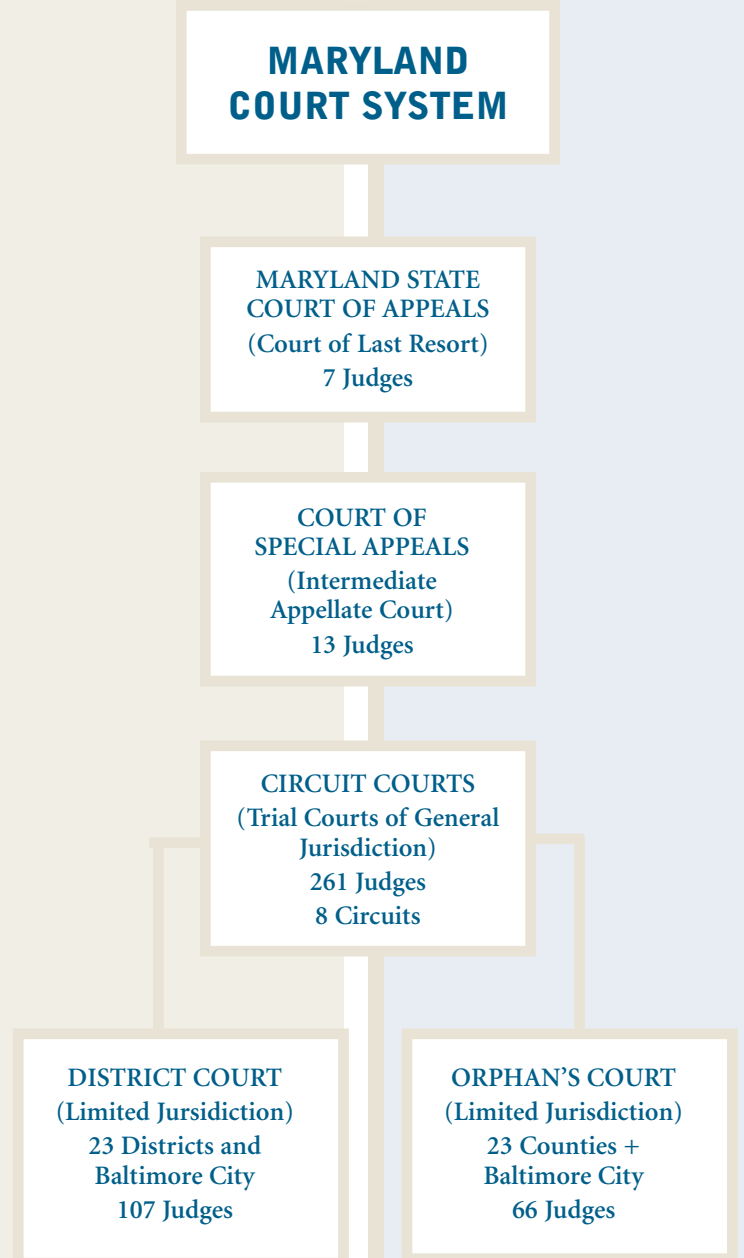 MARYLAND
COURT SYSTEM
MARYLAND STATE
COURT OF APPEALS
(Court of Last Resort)
7 Judges
COURT OF
SPECIAL APPEALS
(Intermediate
Appellate Court)
13 Judges
CIRCUIT COURTS
(Trial Courts of General
Jurisdiction)
261 Judges
8 Circuits
DISTRICT COURT
(Limited Jursidiction)
23 Districts and
Baltimore City
107 Judges
ORPHAN’S COURT
(Limited Jurisdiction)
23 Counties +
Baltimore City
66 Judges